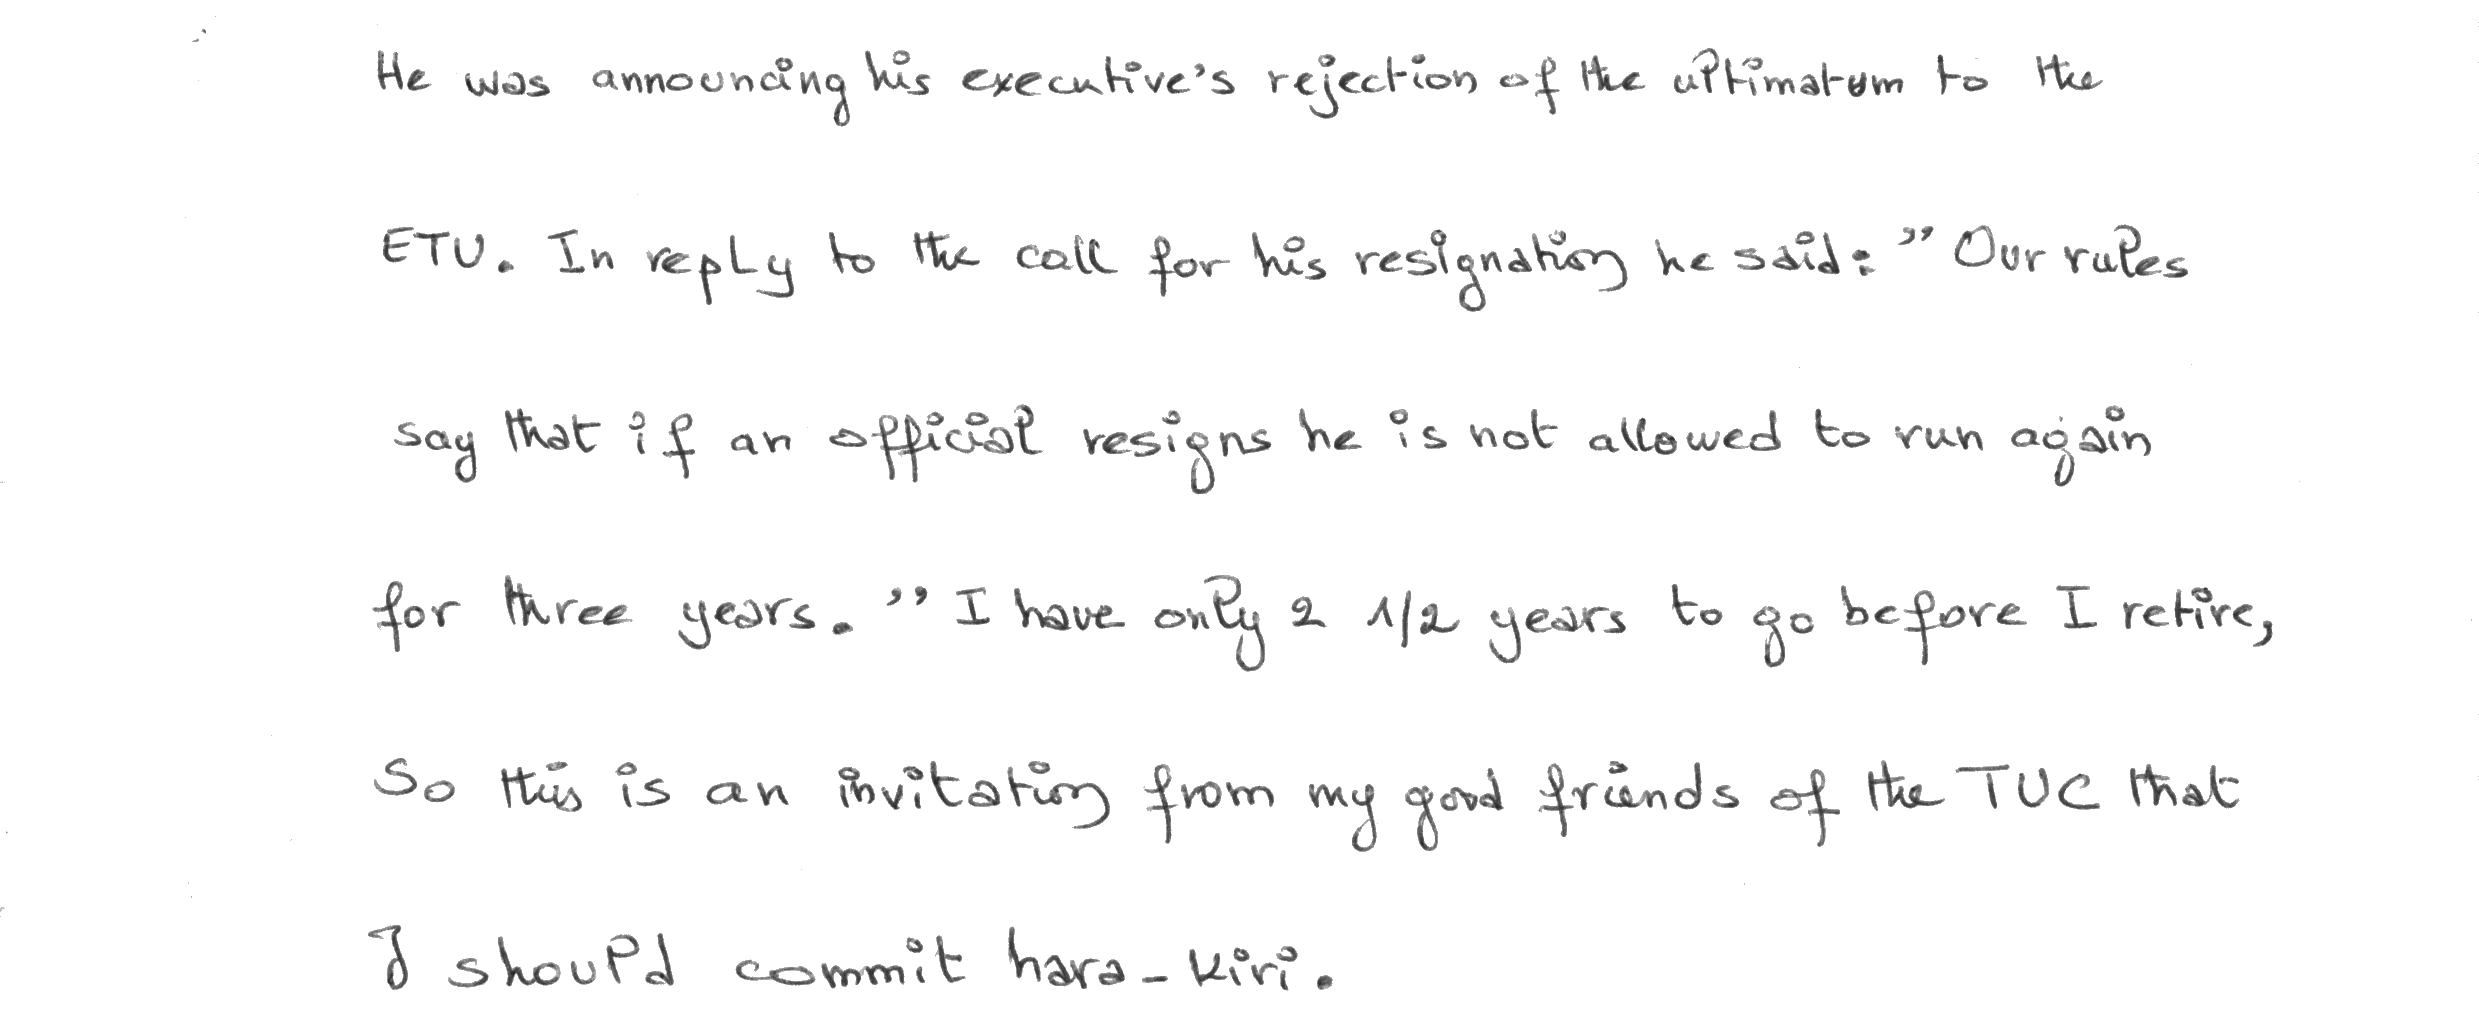 He was announcing his executive's rejection of the ultimatum to the
ETU. In reply to the call for his resignation he said: "Our rules
say that if an official resigns he is not allowed to run again
for three years. "I have only 2 1/2 years to go before I retire,
So this is an invitation from my good friends of the TUC that
I should commit hara-kiri.